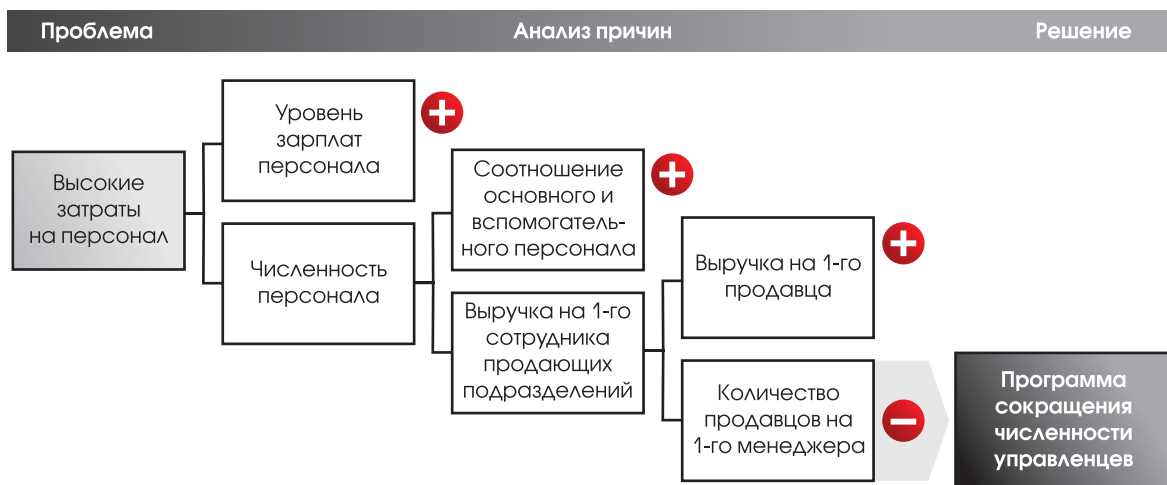 Проблема
Анализ причин
Решение
Высокие
затраты
на персонал
Уровень
зарплат
персонала
Численность
персонала
Соотношение
основного и
вспомогатель-
ного персонала
Выручка на 1-го
сотрудника
продающих
подразделений
Выручка на 1-го
продавца
Количество
продавцов на
1-го менеджера
Программа
сокращения
численности
управленцев